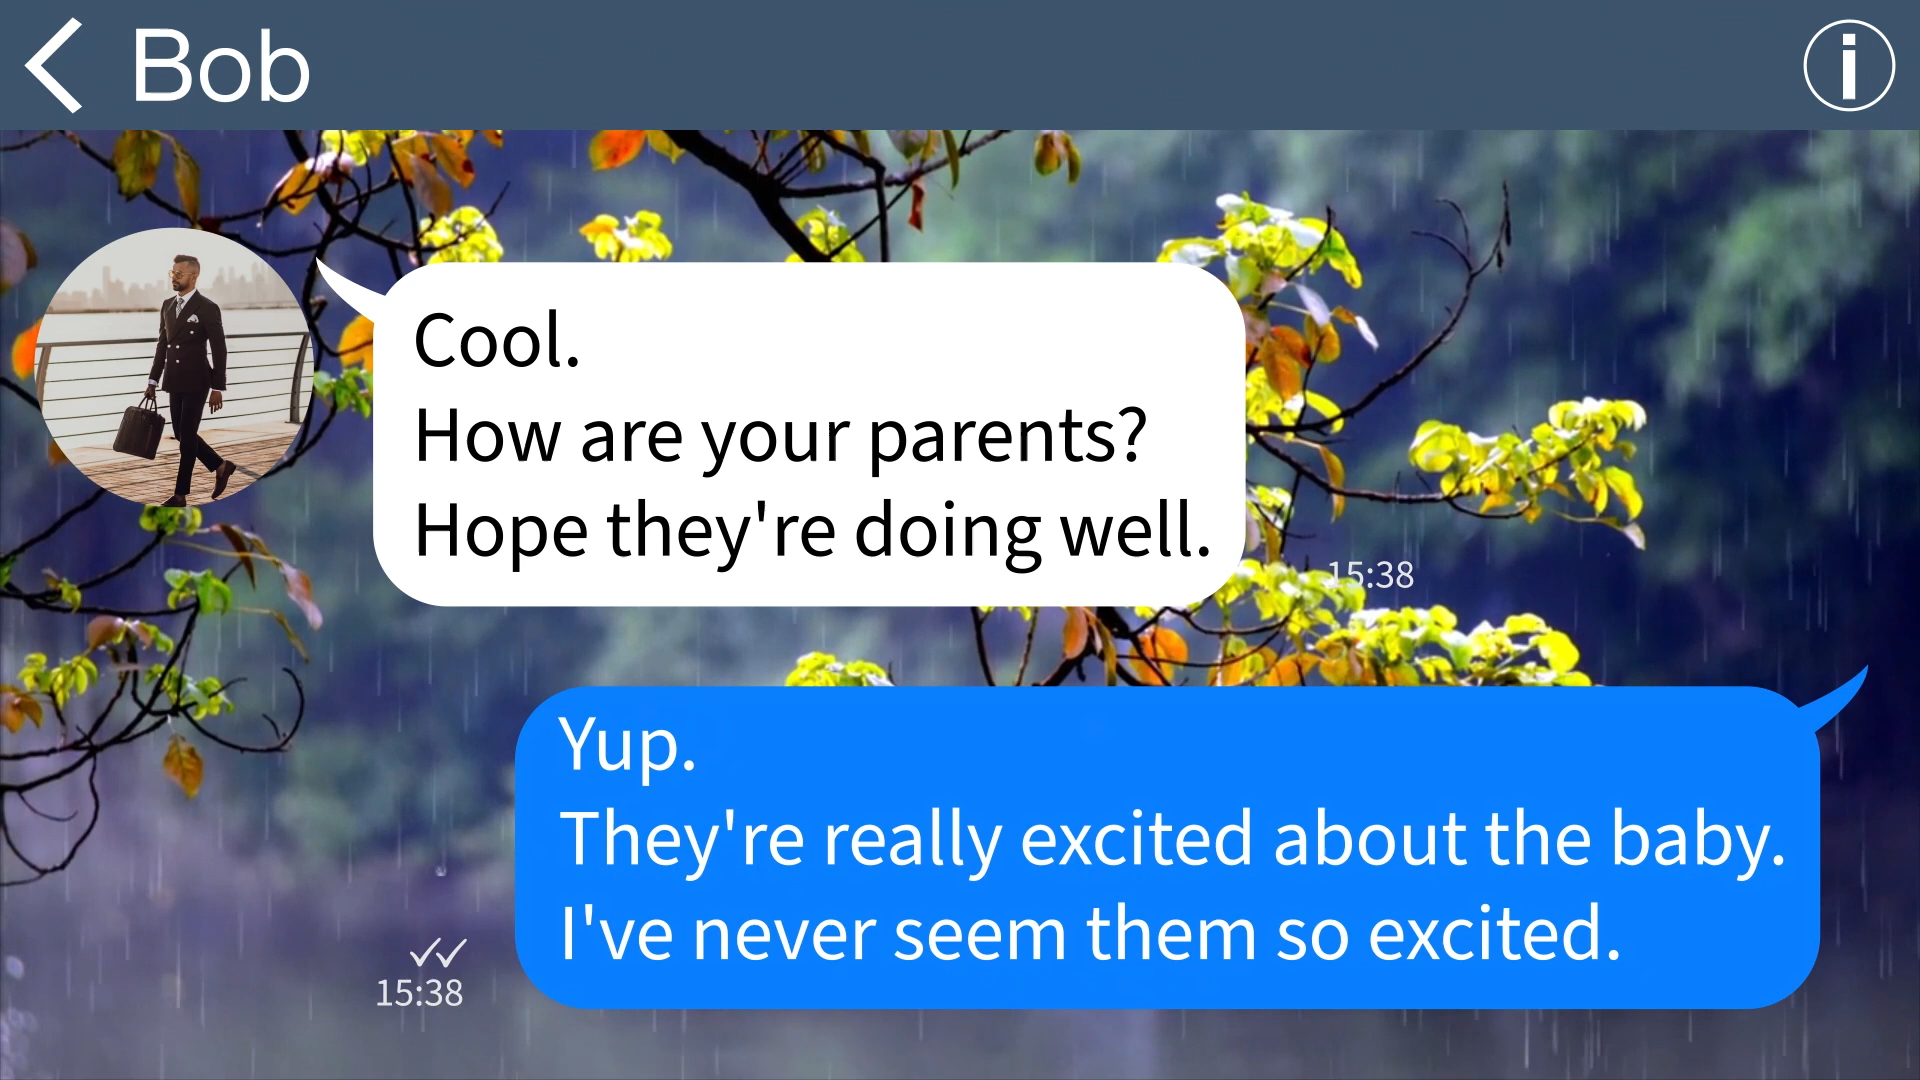 Bob
Cool.
How are your parents?
Hope they're doing well.
15:38
Yup.
They're really excited about the baby.
I've never seem them so excited.
15:38